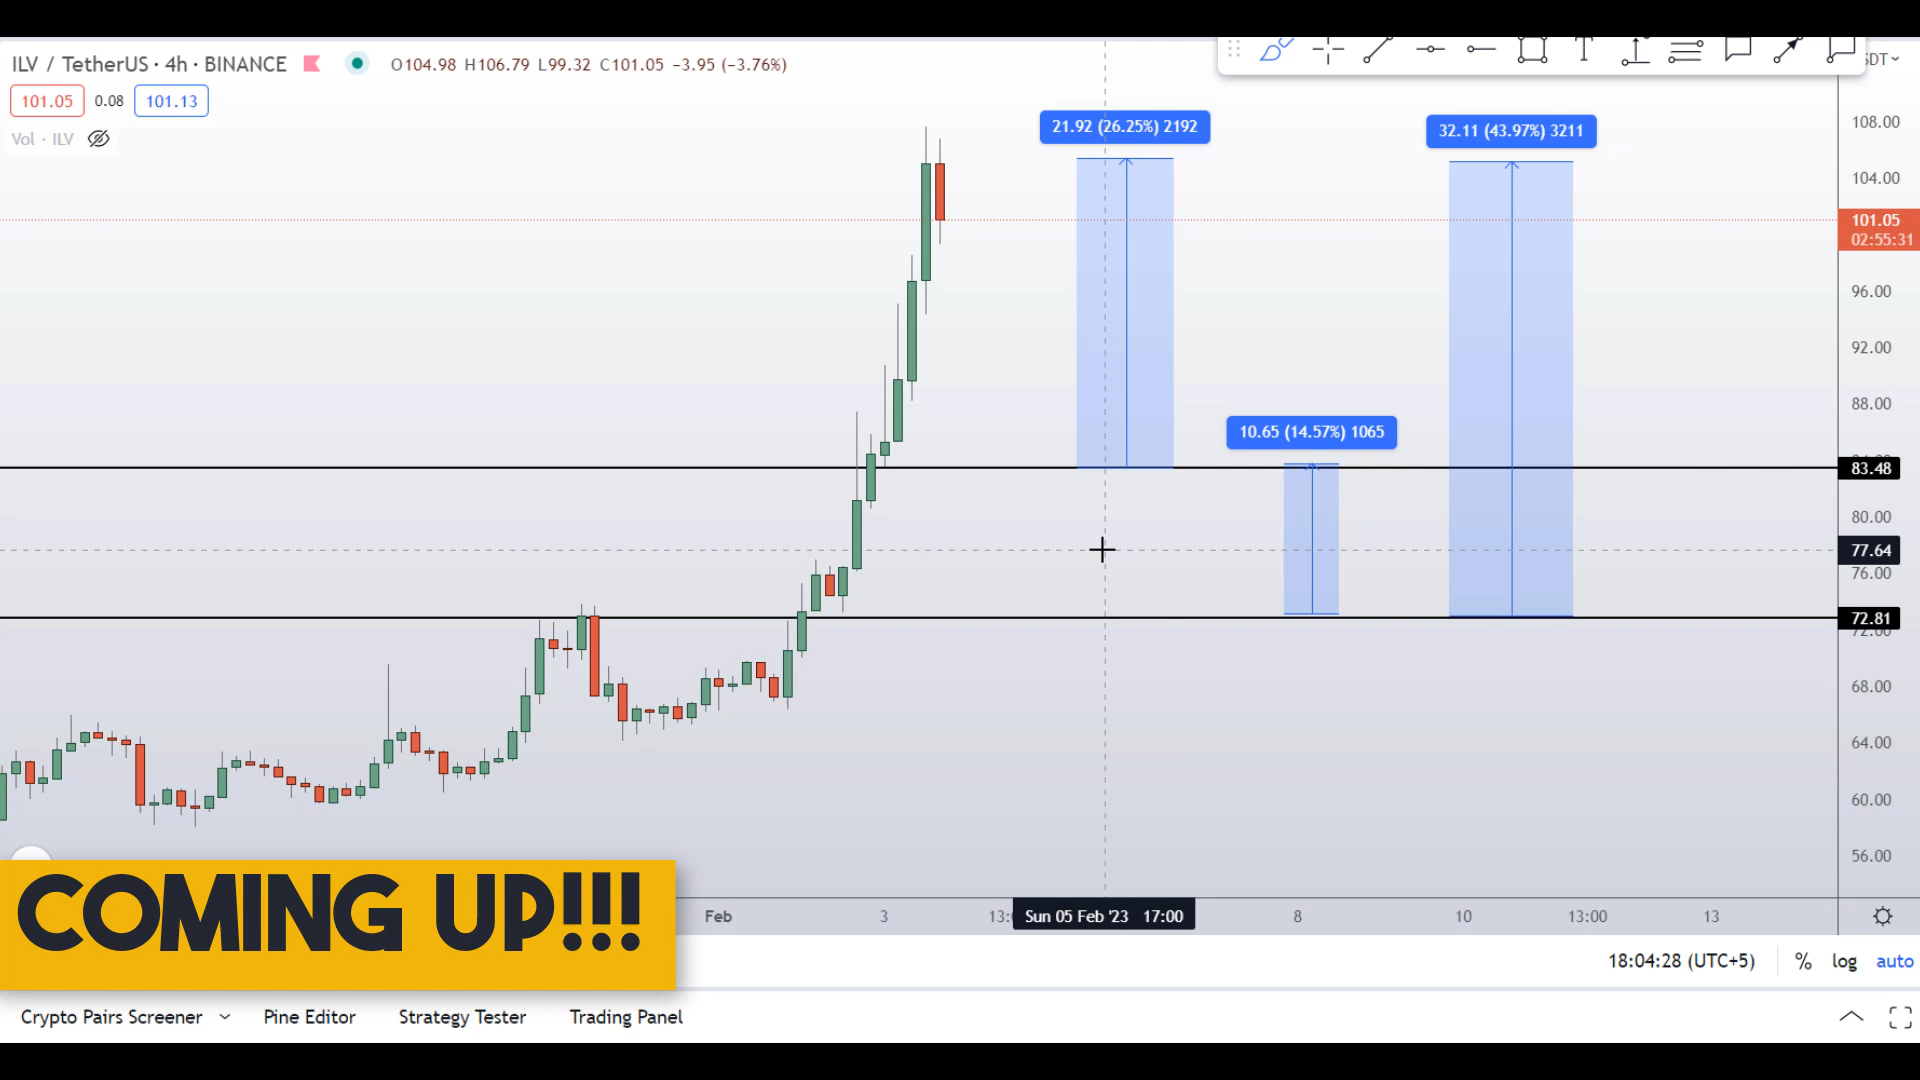 ILV / TetherUS · 4h · BINANCE O104.98 H106.79 L99.32 C101.05 −3.95 (−3.76%)
101.05 0.08 101.13
Vol · ILV
T
DT
21.92 (26.25%) 2192
32.11 (43.97%) 3211
10.65 (14.57%) 1065
108.00
104.00
101.05
02:55:31
96.00
92.00
88.00
83.48
80.00
77.64
76.00
72.81
72.00
68.00
64.00
60.00
56.00
COMING UP!!!
Feb 3 13: Sun 05 Feb '23 17:00 8 10 13:00 13
18:04:28 (UTC+5) % log auto
Crypto Pairs Screener Pine Editor Strategy Tester Trading Panel